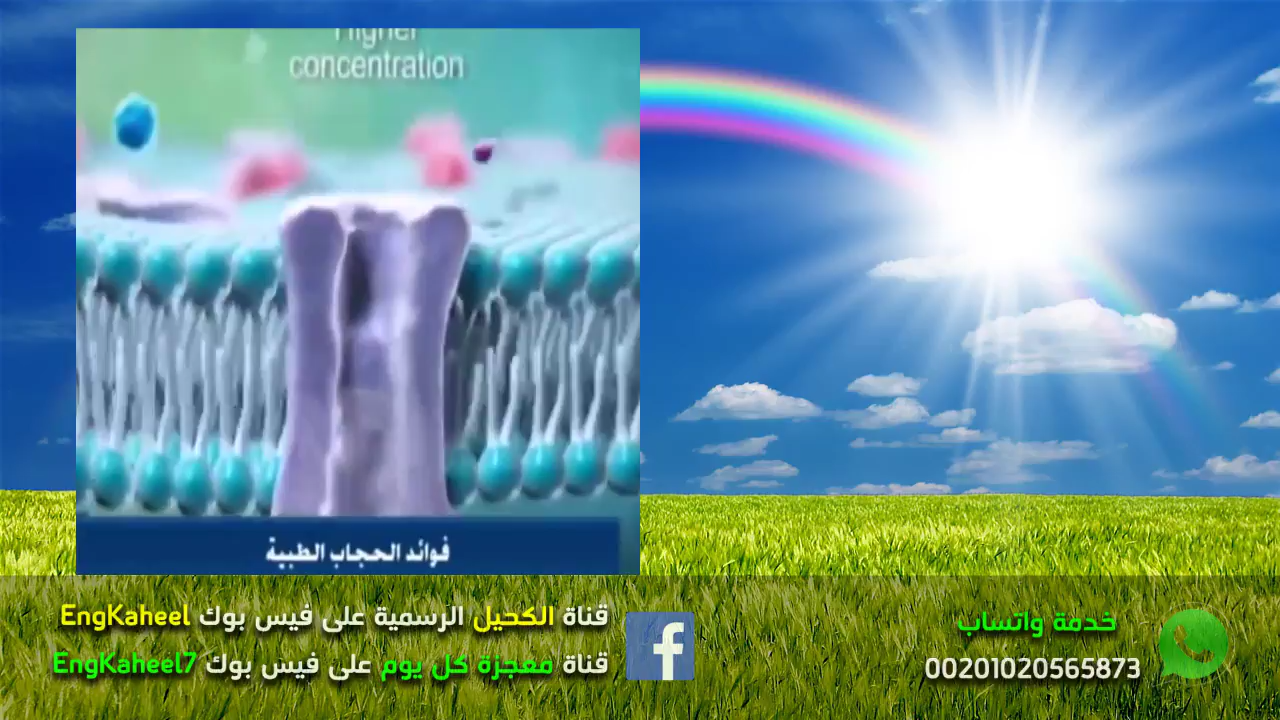 Higher
concentration
فوائد الحجاب الطبية
قناة الكحيل الرسمية على فيس بوك EngKaheel
قناة معجزة كل يوم على فيس بوك EngKaheel7
خدمة واتساب
00201020565873